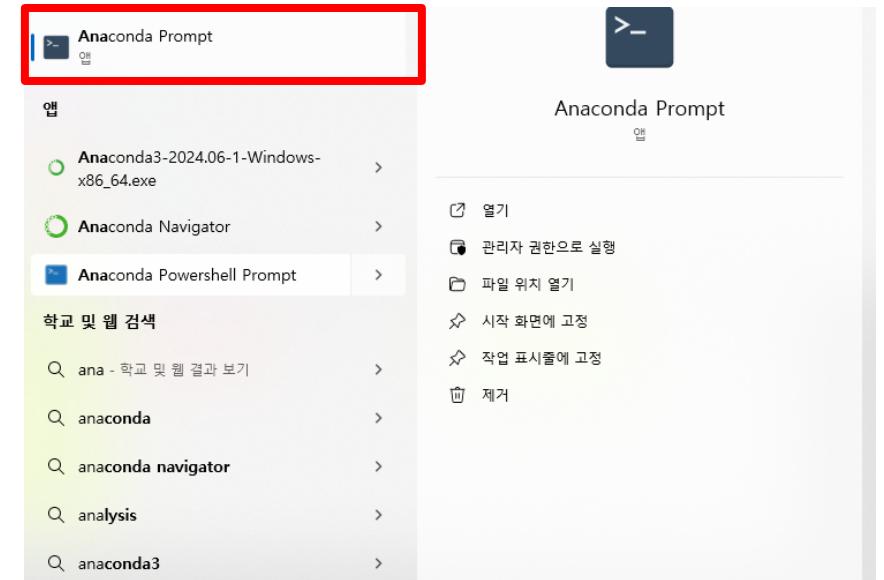 Anaconda Prompt
앱
앱
Anaconda3-2024.06-1-Windows-
x86_64.exe
Anaconda Navigator
Anaconda Powershell Prompt
학교 및 웹 검색
ana - 학교 및 웹 결과 보기
anaconda
anaconda navigator
analysis
anaconda3
Anaconda Prompt
앱
열기
관리자 권한으로 실행
파일 위치 열기
시작 화면에 고정
작업 표시줄에 고정
제거